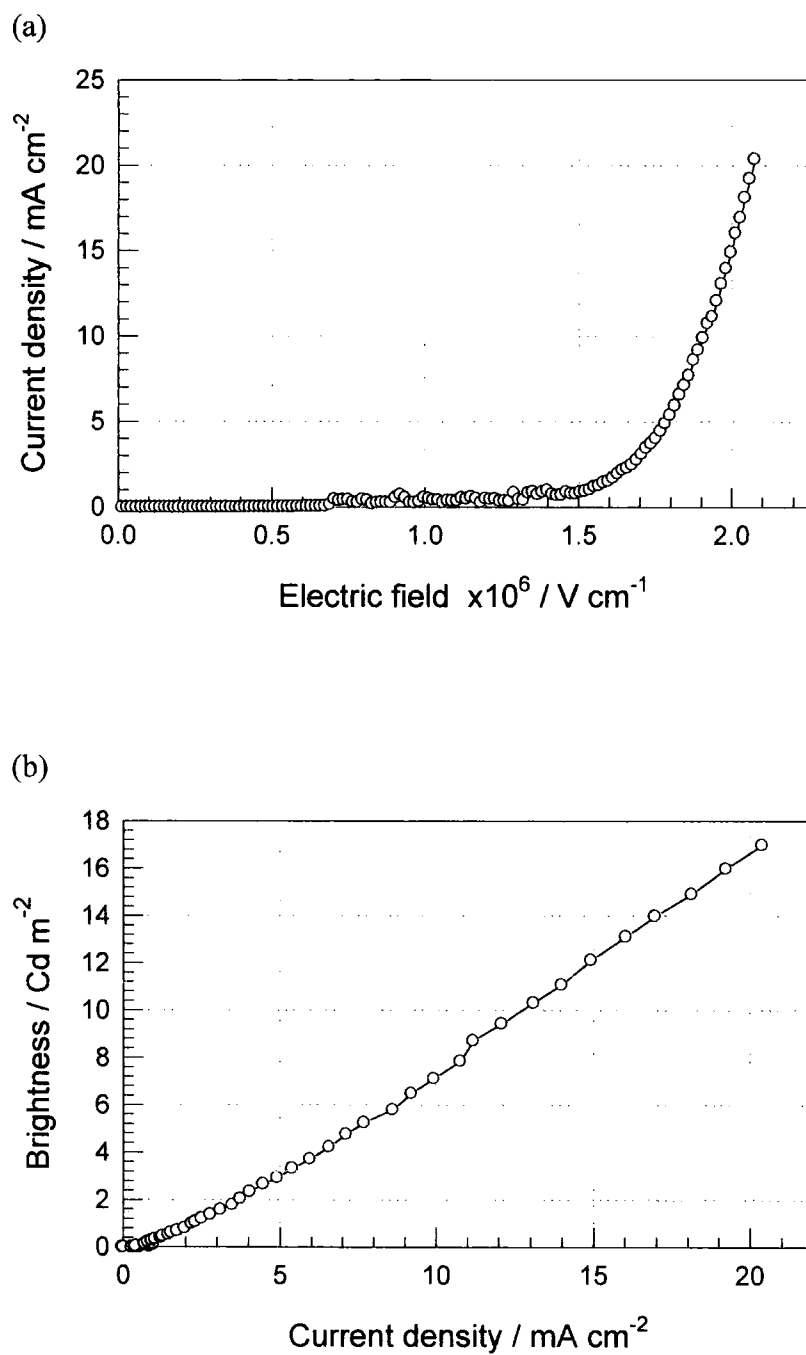 (a)
25
20
15
10
5
0
0.0 0.5 1.0 1.5 2.0
Current density / mA cm⁻²
Electric field x10⁶ / V cm⁻¹
(b)
18
16
14
12
10
8
6
4
2
0
0 5 10 15 20
Brightness / Cd m⁻²
Current density / mA cm⁻²